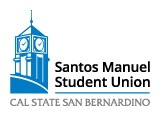 Santos Manuel
Student Union
CAL STATE SAN BERNARDINO